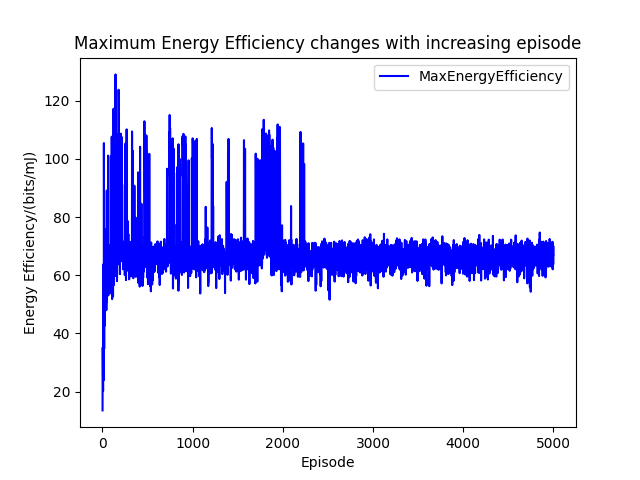 Maximum Energy Efficiency changes with increasing episode
MaxEnergyEfficiency
Energy Efficiency/(bits/mJ)
120
100
80
60
40
20
0 1000 2000 3000 4000 5000
Episode